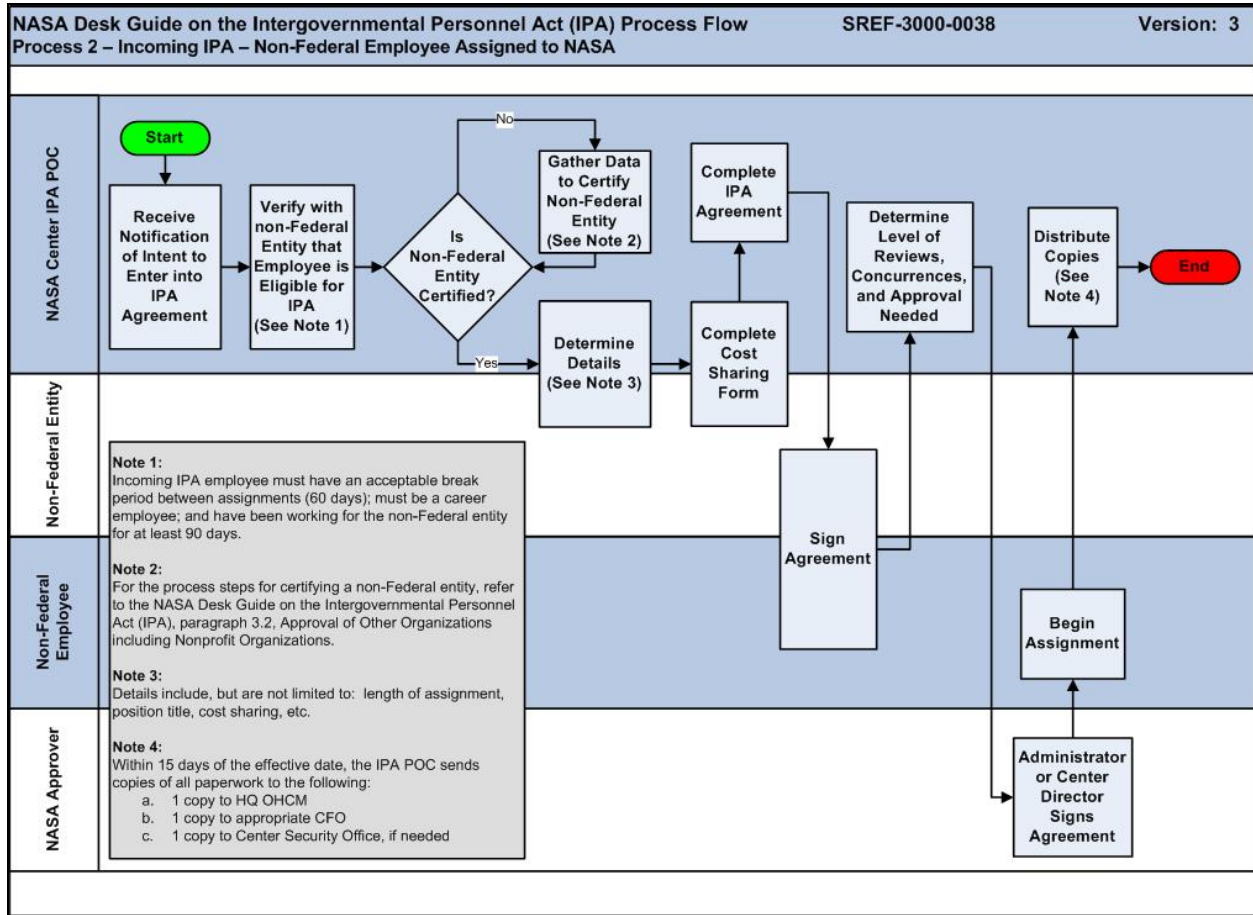 NASA Desk Guide on the Intergovernmental Personnel Act (IPA) Process Flow SREF-3000-0038 Version: 3
Process 2 – Incoming IPA – Non-Federal Employee Assigned to NASA
NASA Center IPA POC
Start
Receive
Notification
of Intent to
Enter into
IPA
Agreement
Verify with
non-Federal
Entity that
Employee is
Eligible for
IPA
(See Note 1)
Is
Non-Federal
Entity
Certified?
No
Gather Data
to Certify
Non-Federal
Entity
(See Note 2)
Yes
Determine
Details
(See Note 3)
Complete
Cost
Sharing
Form
Complete
IPA
Agreement
Determine
Level of
Reviews,
Concurrences,
and Approval
Needed
Distribute
Copies
(See
Note 4)
End
Non-Federal Entity
Sign
Agreement
Non-Federal
Employee
Begin
Assignment
NASA Approver
Administrator
or Center
Director
Signs
Agreement
Note 1:
Incoming IPA employee must have an acceptable break
period between assignments (60 days); must be a career
employee; and have been working for the non-Federal entity
for at least 90 days.
Note 2:
For the process steps for certifying a non-Federal entity, refer
to the NASA Desk Guide on the Intergovernmental Personnel
Act (IPA), paragraph 3.2, Approval of Other Organizations
including Nonprofit Organizations.
Note 3:
Details include, but are not limited to: length of assignment,
position title, cost sharing, etc.
Note 4:
Within 15 days of the effective date, the IPA POC sends
copies of all paperwork to the following:
a. 1 copy to HQ OHCM
b. 1 copy to appropriate CFO
c. 1 copy to Center Security Office, if needed